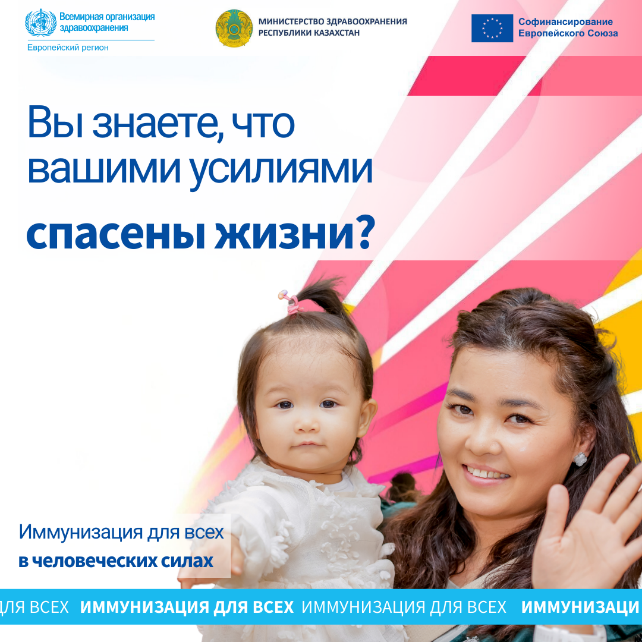 Всемирная организация
здравоохранения
Европейский регион
МИНИСТЕРСТВО ЗДРАВООХРАНЕНИЯ
РЕСПУБЛИКИ КАЗАХСТАН
Софинансирование
Европейского Союза
Вы знаете, что
вашими усилиями
спасены жизни?
Иммунизация для всех
в человеческих силах
ДЛЯ ВСЕХ ИММУНИЗАЦИЯ ДЛЯ ВСЕХ ИММУНИЗАЦИЯ ДЛЯ ВСЕХ ИММУНИЗАЦИ